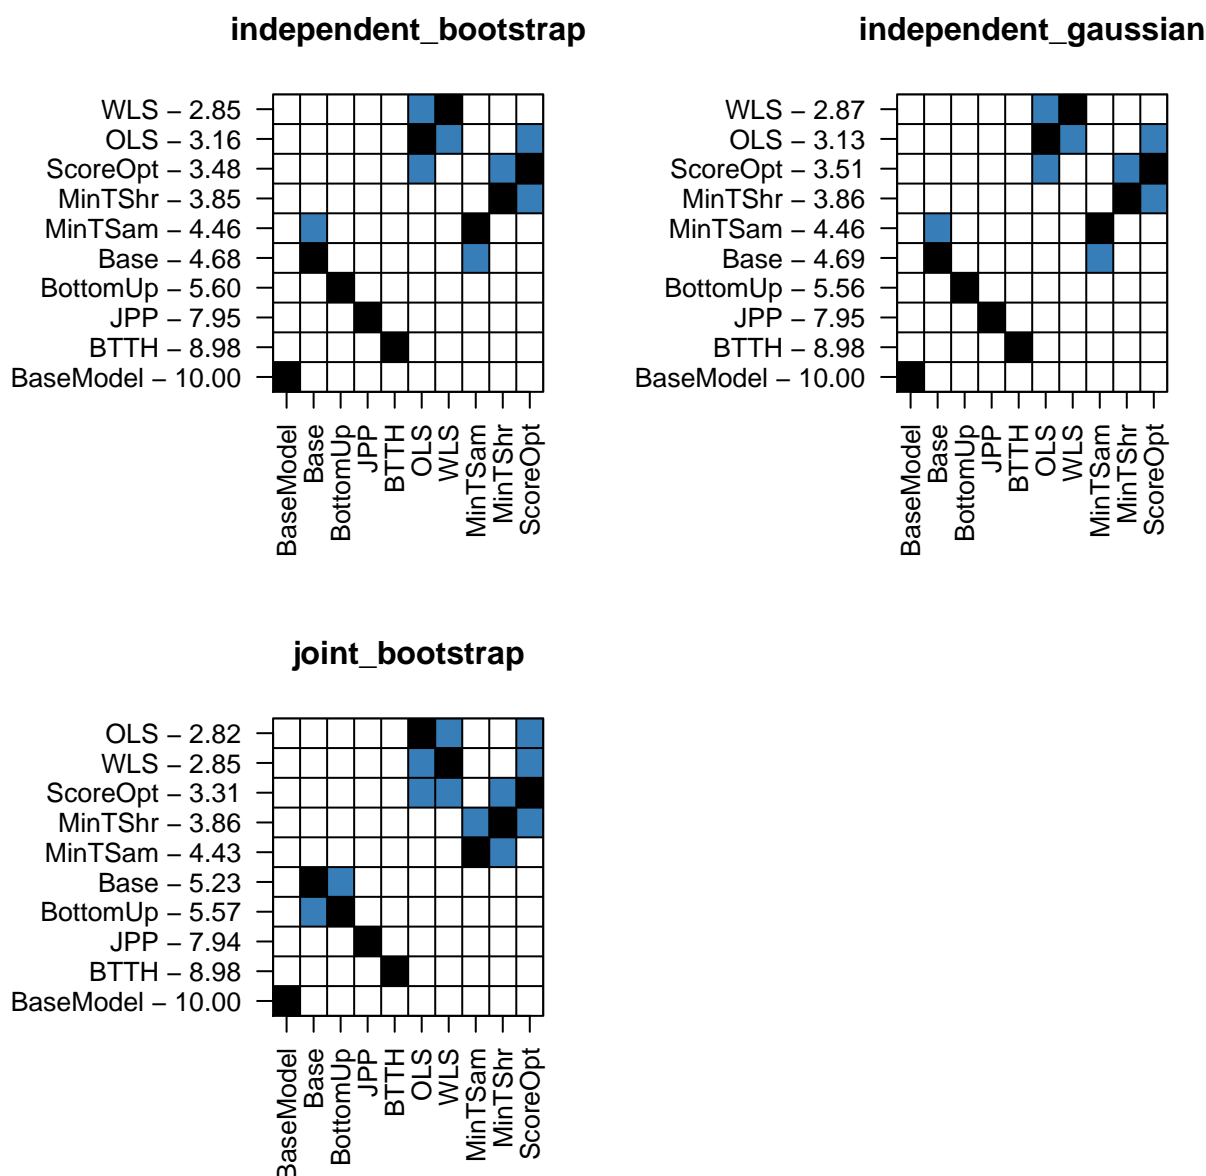 independent_bootstrap
WLS – 2.85
OLS – 3.16
ScoreOpt – 3.48
MinTShr – 3.85
MinTSam – 4.46
Base – 4.68
BottomUp – 5.60
JPP – 7.95
BTTH – 8.98
BaseModel – 10.00
BaseModel
Base
BottomUp
JPP
BTTH
OLS
WLS
MinTSam
MinTShr
ScoreOpt
independent_gaussian
WLS – 2.87
OLS – 3.13
ScoreOpt – 3.51
MinTShr – 3.86
MinTSam – 4.46
Base – 4.69
BottomUp – 5.56
JPP – 7.95
BTTH – 8.98
BaseModel – 10.00
BaseModel
Base
BottomUp
JPP
BTTH
OLS
WLS
MinTSam
MinTShr
ScoreOpt
joint_bootstrap
OLS – 2.82
WLS – 2.85
ScoreOpt – 3.31
MinTShr – 3.86
MinTSam – 4.43
Base – 5.23
BottomUp – 5.57
JPP – 7.94
BTTH – 8.98
BaseModel – 10.00
BaseModel
Base
BottomUp
JPP
BTTH
OLS
WLS
MinTSam
MinTShr
ScoreOpt